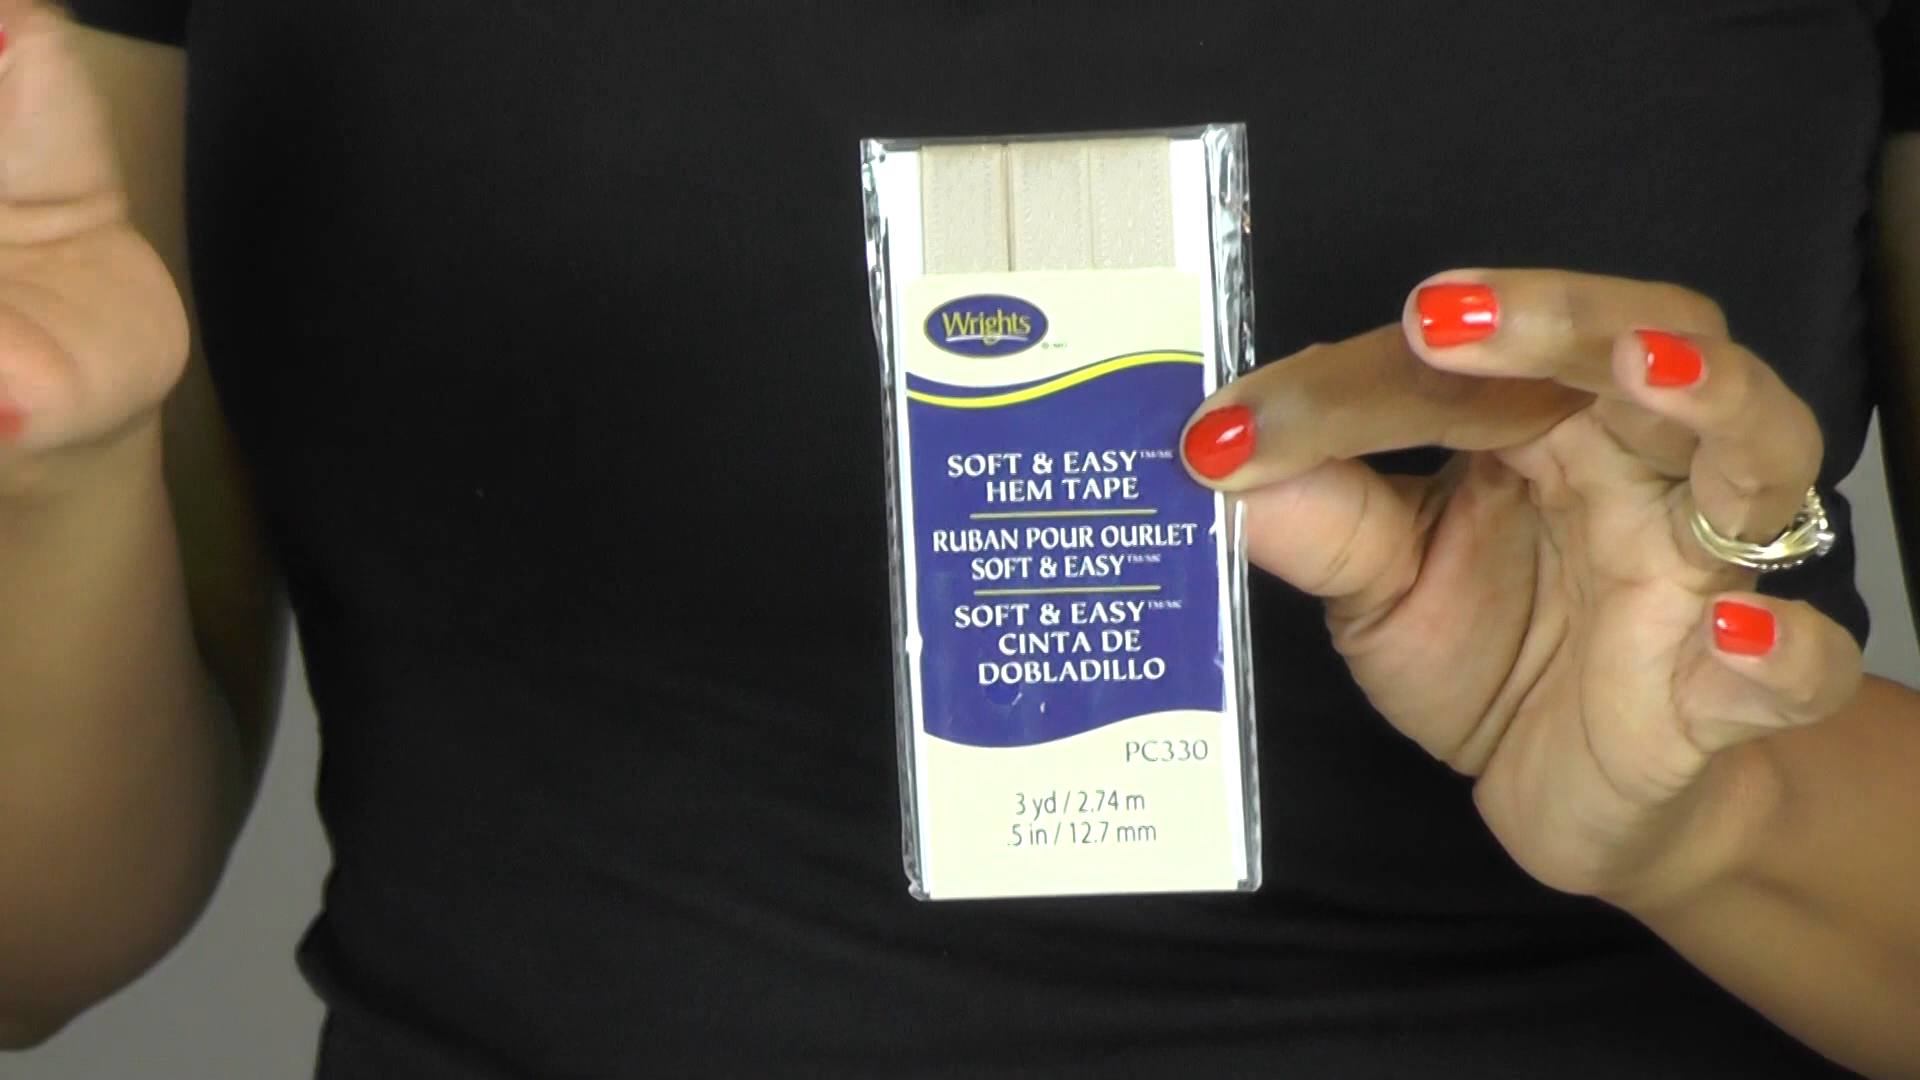 Wrights
SOFT & EASY™/MC
HEM TAPE
RUBAN POUR OURLET
SOFT & EASY™/MC
SOFT & EASY™/MC
CINTA DE
DOBLADILLO
PC330
3 yd / 2.74 m
.5 in / 12.7 mm